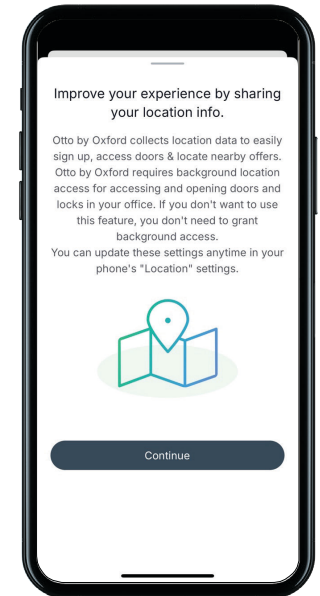 Improve your experience by sharing
your location info.
Otto by Oxford collects location data to easily
sign up, access doors & locate nearby offers.
Otto by Oxford requires background location
access for accessing and opening doors and
locks in your office. If you don't want to use
this feature, you don't need to grant
background access.
You can update these settings anytime in your
phone's "Location" settings.
Continue